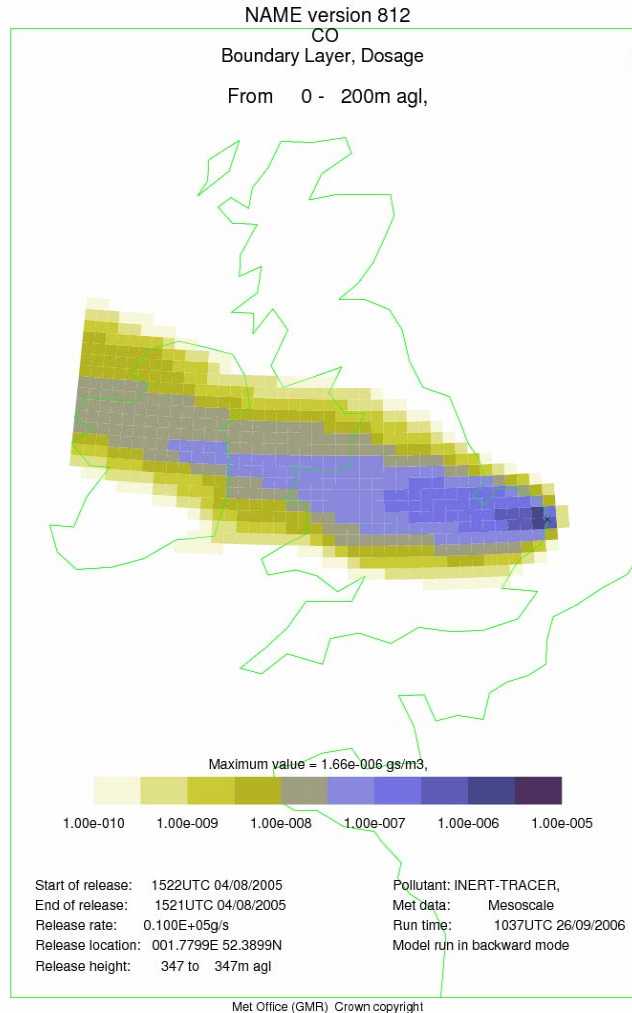 NAME version 812
CO
Boundary Layer, Dosage
From 0 - 200m agl,
Maximum value = 1.66e-006 gs/m3,
1.00e-010 1.00e-009 1.00e-008 1.00e-007 1.00e-006 1.00e-005
Start of release: 1522UTC 04/08/2005
End of release: 1521UTC 04/08/2005
Release rate: 0.100E+05g/s
Release location: 001.7799E 52.3899N
Release height: 347 to 347m agl
Pollutant: INERT-TRACER,
Met data: Mesoscale
Run time: 1037UTC 26/09/2006
Model run in backward mode
Met Office (GMR) Crown copyright